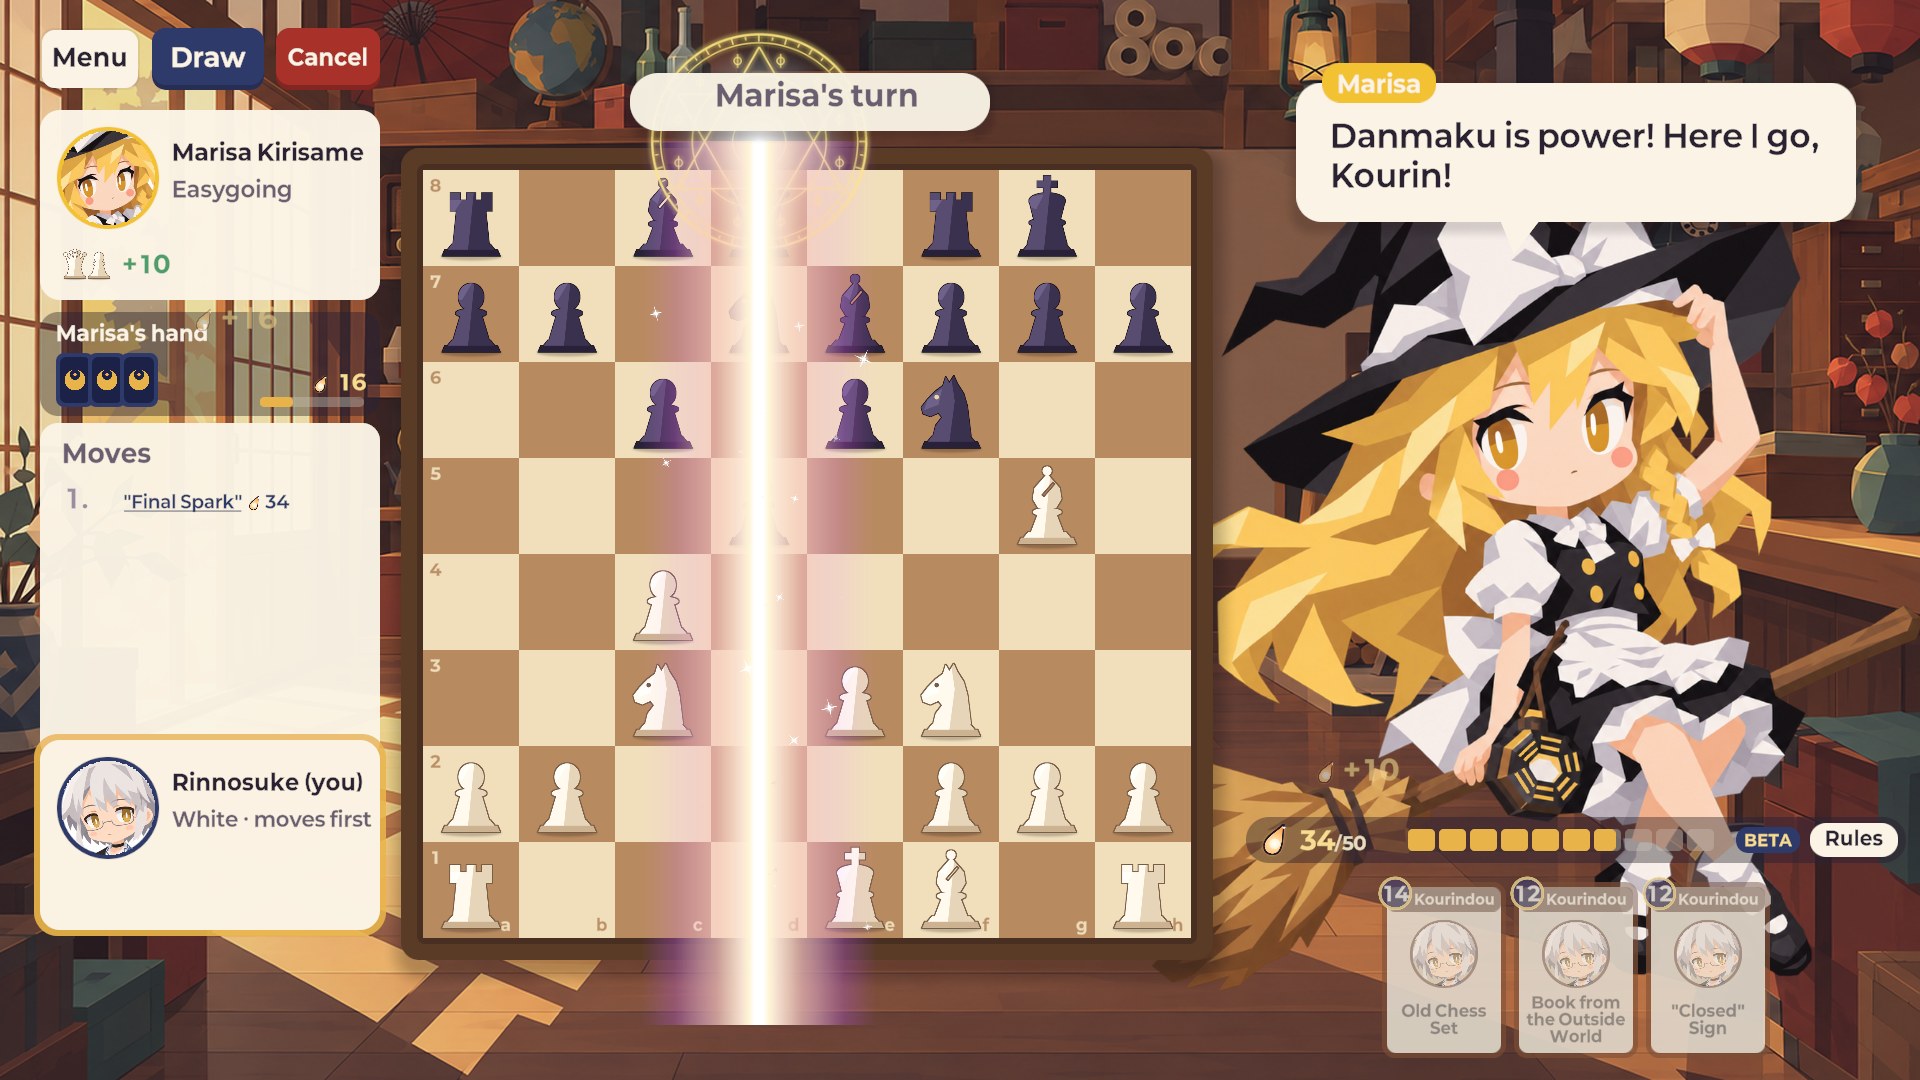 Menu
Draw
Cancel
Marisa's turn
Marisa
Danmaku is power! Here I go,
Kourin!
Marisa Kirisame
Easygoing
+10
+16
Marisa's hand
16
Moves
1. "Final Spark" 34
Rinnosuke (you)
White · moves first
8
7
6
5
4
3
2
1
a
b
c
d
e
f
g
h
+10
34/50
BETA
Rules
14 Kourindou
Old Chess
Set
12 Kourindou
Book from
the Outside
World
12 Kourindou
"Closed"
Sign